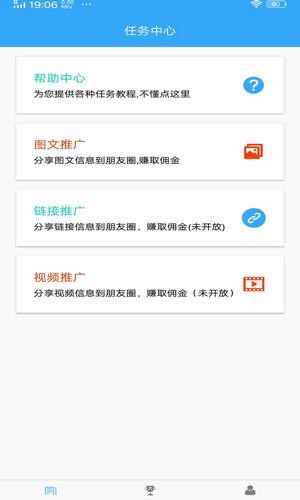 19:06
任务中心
帮助中心
为您提供各种任务教程,不懂点这里
图文推广
分享图文信息到朋友圈,赚取佣金
链接推广
分享链接信息到朋友圈，赚取佣金(未开放)
视频推广
分享视频信息到朋友圈，赚取佣金（未开放）